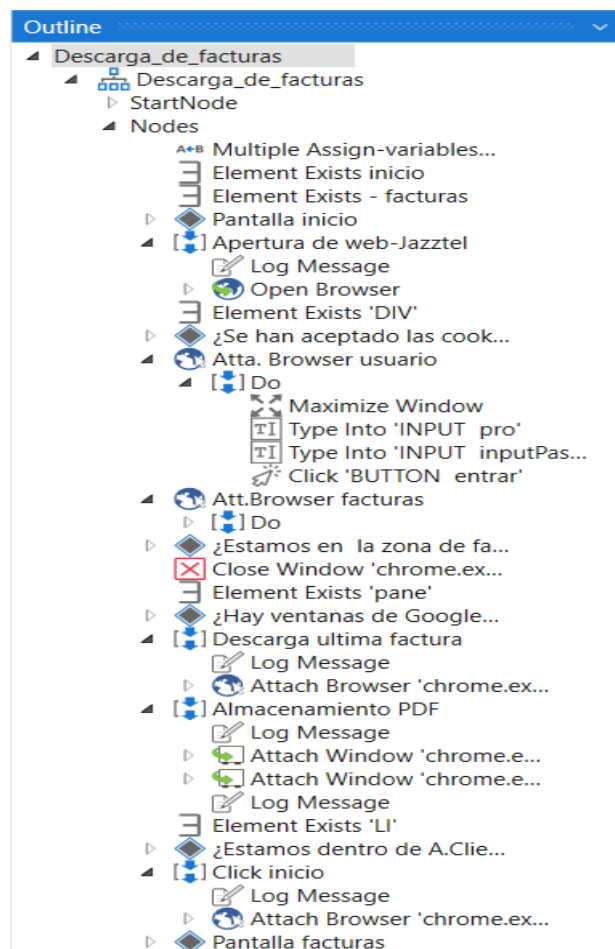 Outline
Descarga_de_facturas
Descarga_de_facturas
StartNode
Nodes
A↔B Multiple Assign-variables...
Element Exists inicio
Element Exists - facturas
Pantalla inicio
Apertura de web-Jazztel
Log Message
Open Browser
Element Exists 'DIV'
¿Se han aceptado las cook...
Atta. Browser usuario
Do
Maximize Window
TI Type Into 'INPUT pro'
TI Type Into 'INPUT inputPas...
Click 'BUTTON entrar'
Att.Browser facturas
Do
¿Estamos en la zona de fa...
Close Window 'chrome.ex...
Element Exists 'pane'
¿Hay ventanas de Google...
Descarga ultima factura
Log Message
Attach Browser 'chrome.ex...
Almacenamiento PDF
Log Message
Attach Window 'chrome.e...
Attach Window 'chrome.e...
Log Message
Element Exists 'LI'
¿Estamos dentro de A.Clie...
Click inicio
Log Message
Attach Browser 'chrome.ex...
Pantalla facturas